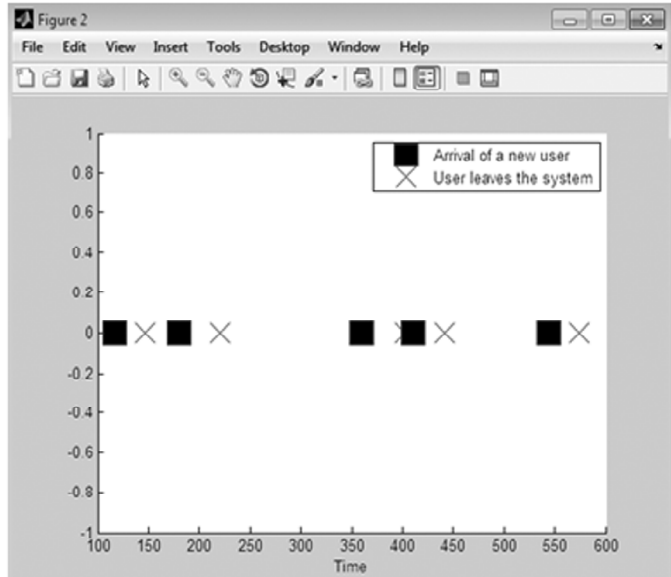 Figure 2
File Edit View Insert Tools Desktop Window Help
Arrival of a new user
User leaves the system
1
0.8
0.6
0.4
0.2
0
-0.2
-0.4
-0.6
-0.8
-1
100 150 200 250 300 350 400 450 500 550 600
Time